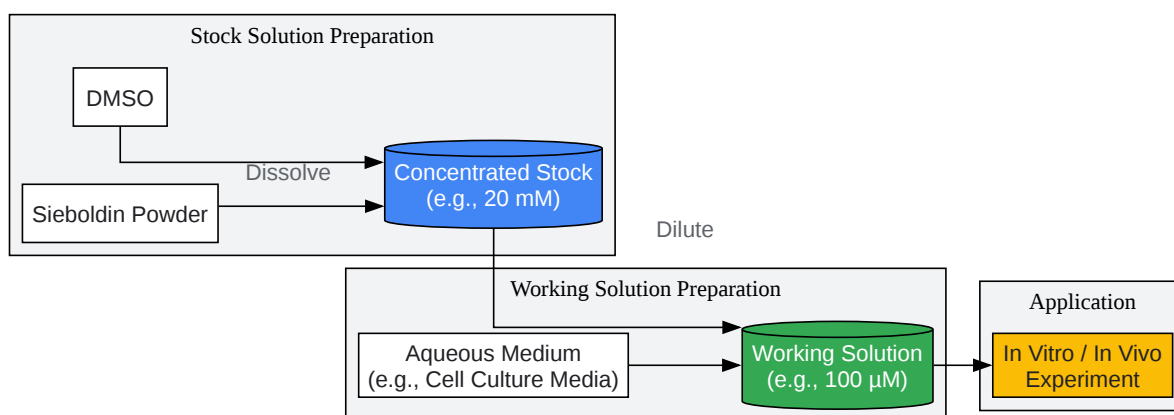 Stock Solution Preparation
DMSO
Dissolve
Concentrated Stock
(e.g., 20 mM)
Sieboldin Powder
Dilute
Working Solution Preparation
Aqueous Medium
(e.g., Cell Culture Media)
Working Solution
(e.g., 100 µM)
Application
In Vitro / In Vivo
Experiment